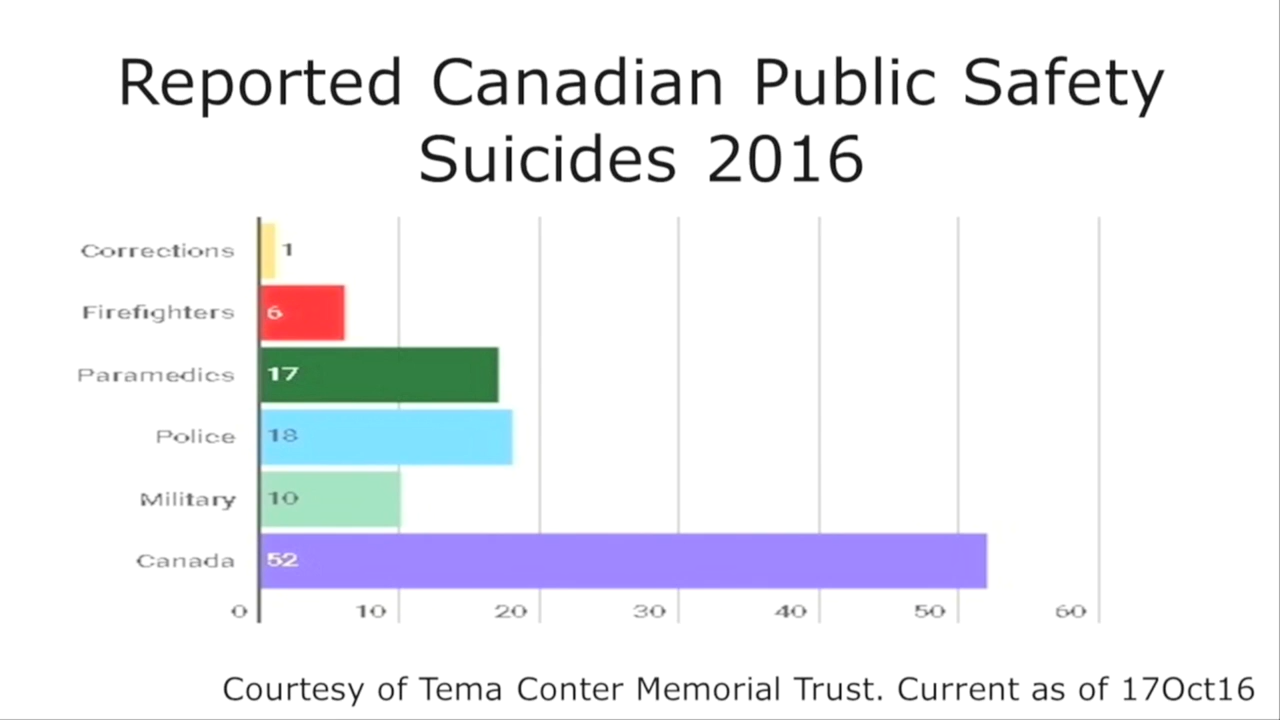 Reported Canadian Public Safety
Suicides 2016
Corrections 1
Firefighters 6
Paramedics 17
Police 18
Military 10
Canada 52
0 10 20 30 40 50 60
Courtesy of Tema Conter Memorial Trust. Current as of 17Oct16